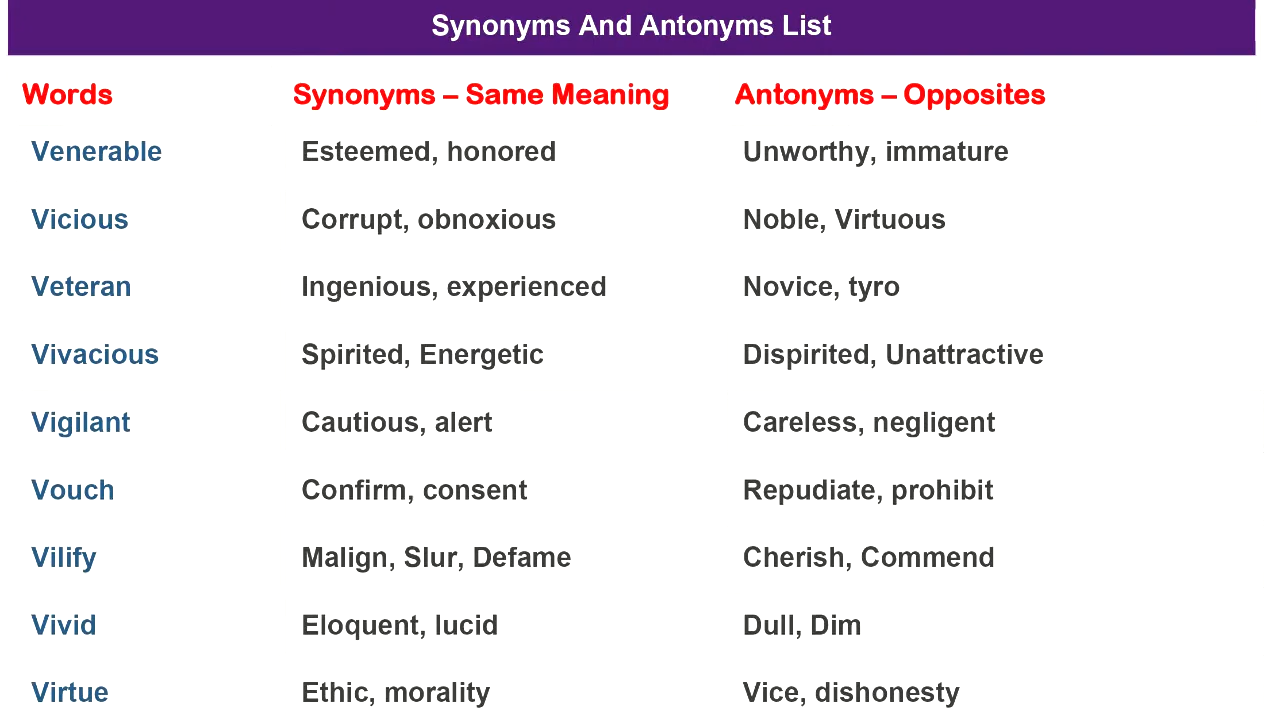 Synonyms And Antonyms List
Words Synonyms – Same Meaning Antonyms – Opposites
Venerable Esteemed, honored Unworthy, immature
Vicious Corrupt, obnoxious Noble, Virtuous
Veteran Ingenious, experienced Novice, tyro
Vivacious Spirited, Energetic Dispirited, Unattractive
Vigilant Cautious, alert Careless, negligent
Vouch Confirm, consent Repudiate, prohibit
Vilify Malign, Slur, Defame Cherish, Commend
Vivid Eloquent, lucid Dull, Dim
Virtue Ethic, morality Vice, dishonesty